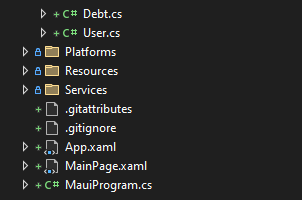 C# Debt.cs
C# User.cs
Platforms
Resources
Services
.gitattributes
.gitignore
App.xaml
MainPage.xaml
C# MauiProgram.cs